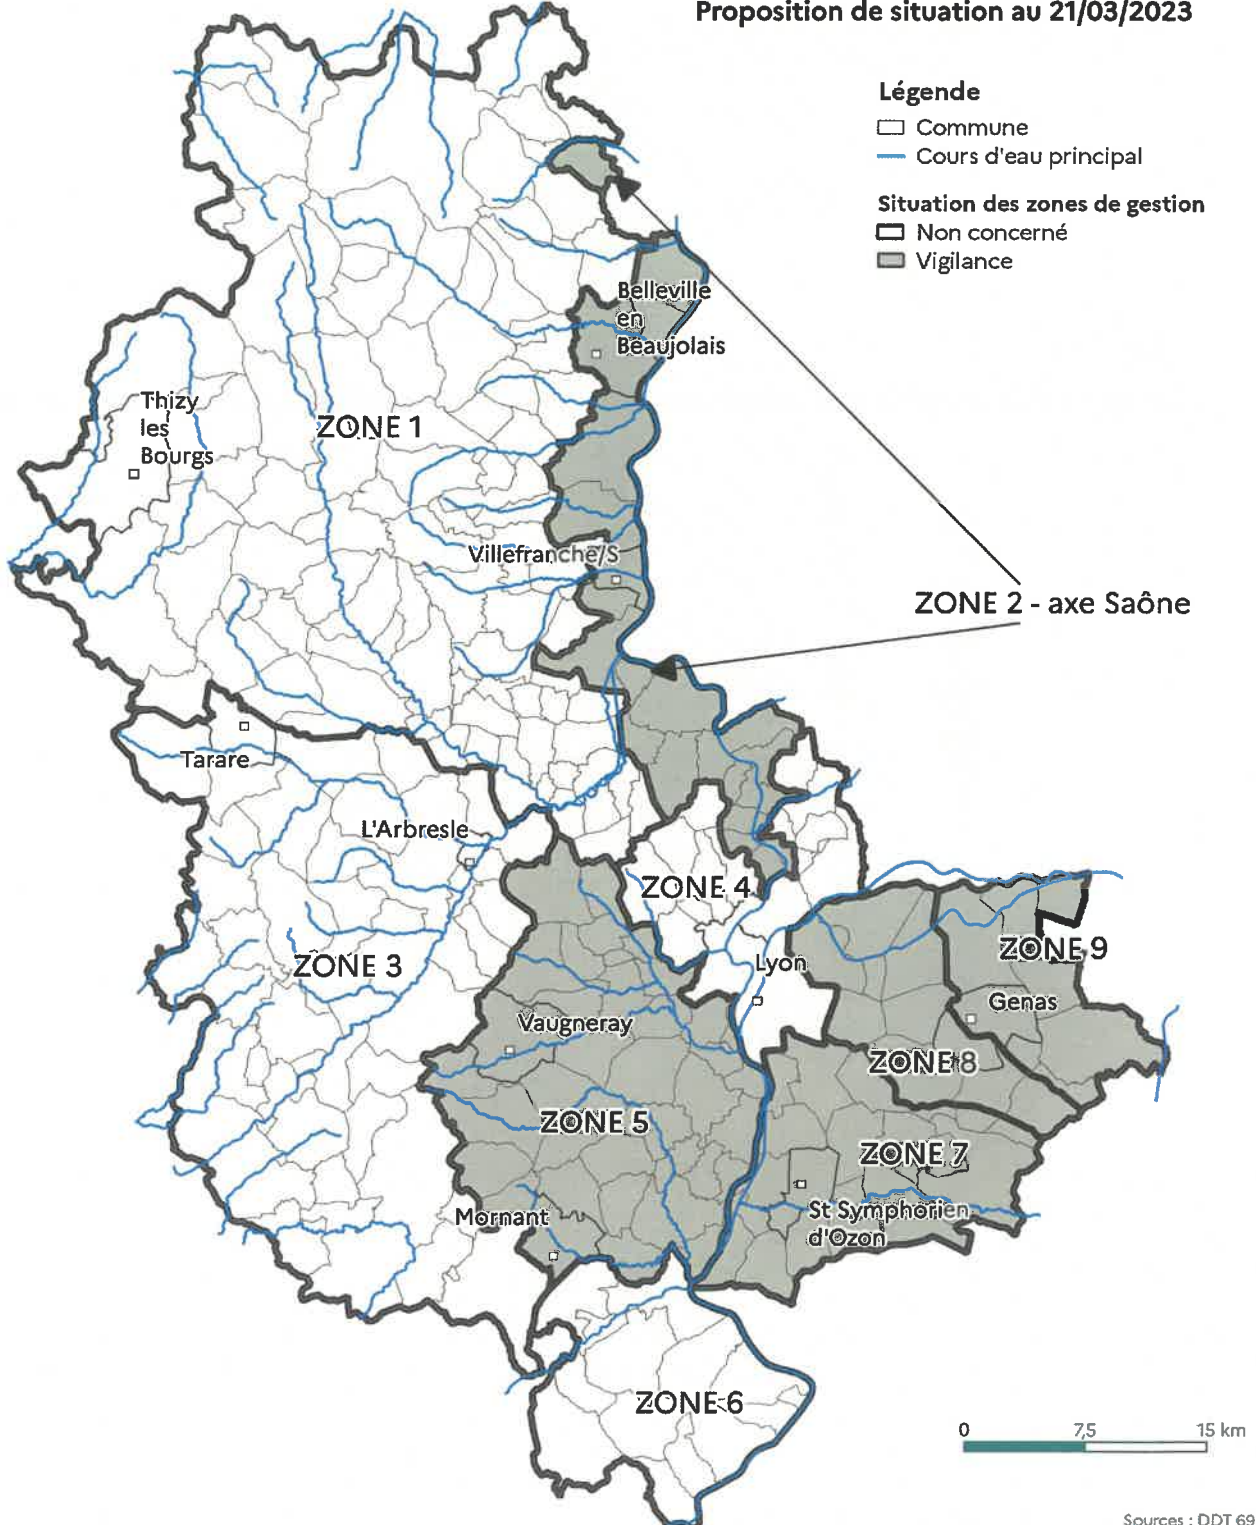 Proposition de situation au 21/03/2023
Légende
Commune
Cours d'eau principal
Situation des zones de gestion
Non concerné
Vigilance
Belleville
en
Beaujolais
Thizy
les
Bourgs
ZONE 1
Villefranche/S
ZONE 2 - axe Saône
Tarare
L'Arbresle
ZONE 4
ZONE 3
Lyon
ZONE 9
Genas
Vaugneray
ZONE 8
ZONE 5
ZONE 7
Mornant
St Symphorien
d'Ozon
ZONE 6
0 7,5 15 km
Sources : DDT 69